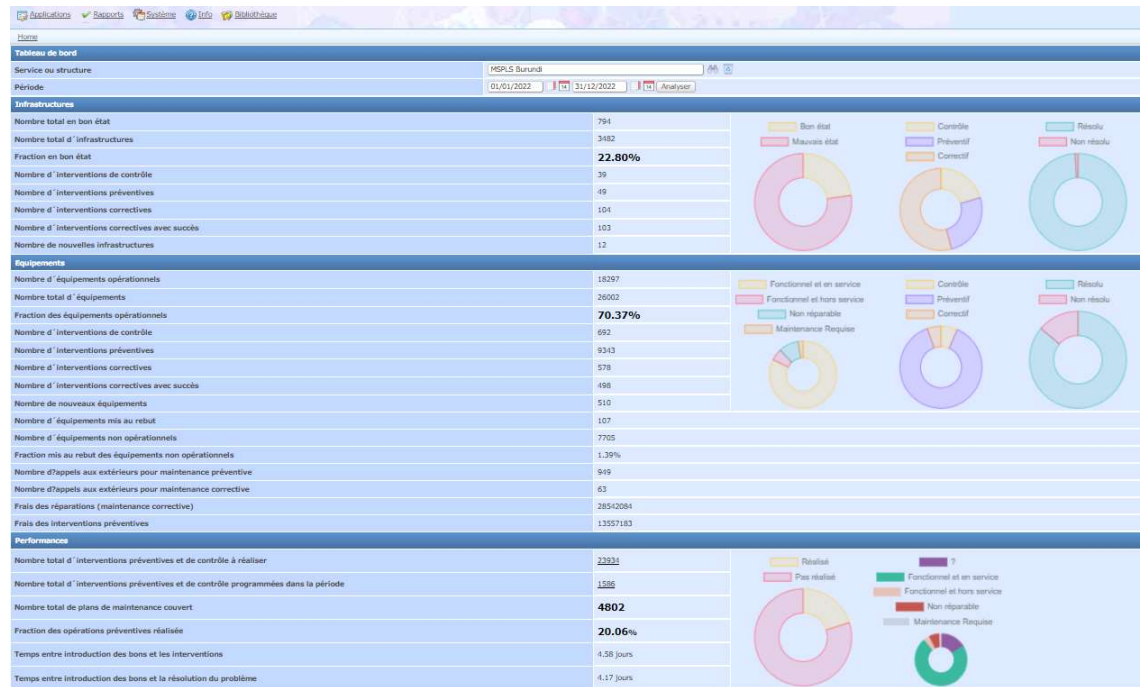 Applications Rapports Système Info Bibliothèque
Home
Tableau de bord
Service ou structure MSPLS Burundi
Période 01/01/2022 14 31/12/2022 14 Analyser
Infrastructures
Nombre total en bon état 794
Nombre total d´infrastructures 3482
Fraction en bon état 22.80%
Nombre d´interventions de contrôle 39
Nombre d´interventions préventives 49
Nombre d´interventions correctives 104
Nombre d´interventions correctives avec succès 103
Nombre de nouvelles infrastructures 12
Bon état Contrôle Résolu
Mauvais état Préventif Non résolu
Correctif
Equipements
Nombre d´équipements opérationnels 18297
Nombre total d´équipements 26002
Fraction des équipements opérationnels 70.37%
Nombre d´interventions de contrôle 692
Nombre d´interventions préventives 9343
Nombre d´interventions correctives 578
Nombre d´interventions correctives avec succès 498
Nombre de nouveaux équipements 510
Nombre d´équipements mis au rebut 107
Nombre d´équipements non opérationnels 7705
Fraction mis au rebut des équipements non opérationnels 1.39%
Nombre d?appels aux extérieurs pour maintenance préventive 949
Nombre d?appels aux extérieurs pour maintenance corrective 63
Frais des réparations (maintenance corrective) 28542084
Frais des interventions préventives 13557183
Fonctionnel et en service Contrôle Résolu
Fonctionnel et hors service Préventif Non résolu
Non réparable Correctif
Maintenance Requise
Performances
Nombre total d´interventions préventives et de contrôle à réaliser 23934
Nombre total d´interventions préventives et de contrôle programmées dans la période 1586
Nombre total de plans de maintenance couvert 4802
Fraction des opérations préventives réalisée 20.06%
Temps entre introduction des bons et les interventions 4.58 jours
Temps entre introduction des bons et la résolution du problème 4.17 jours
Réalisé ?
Pas réalisé Fonctionnel et en service
Fonctionnel et hors service
Non réparable
Maintenance Requise